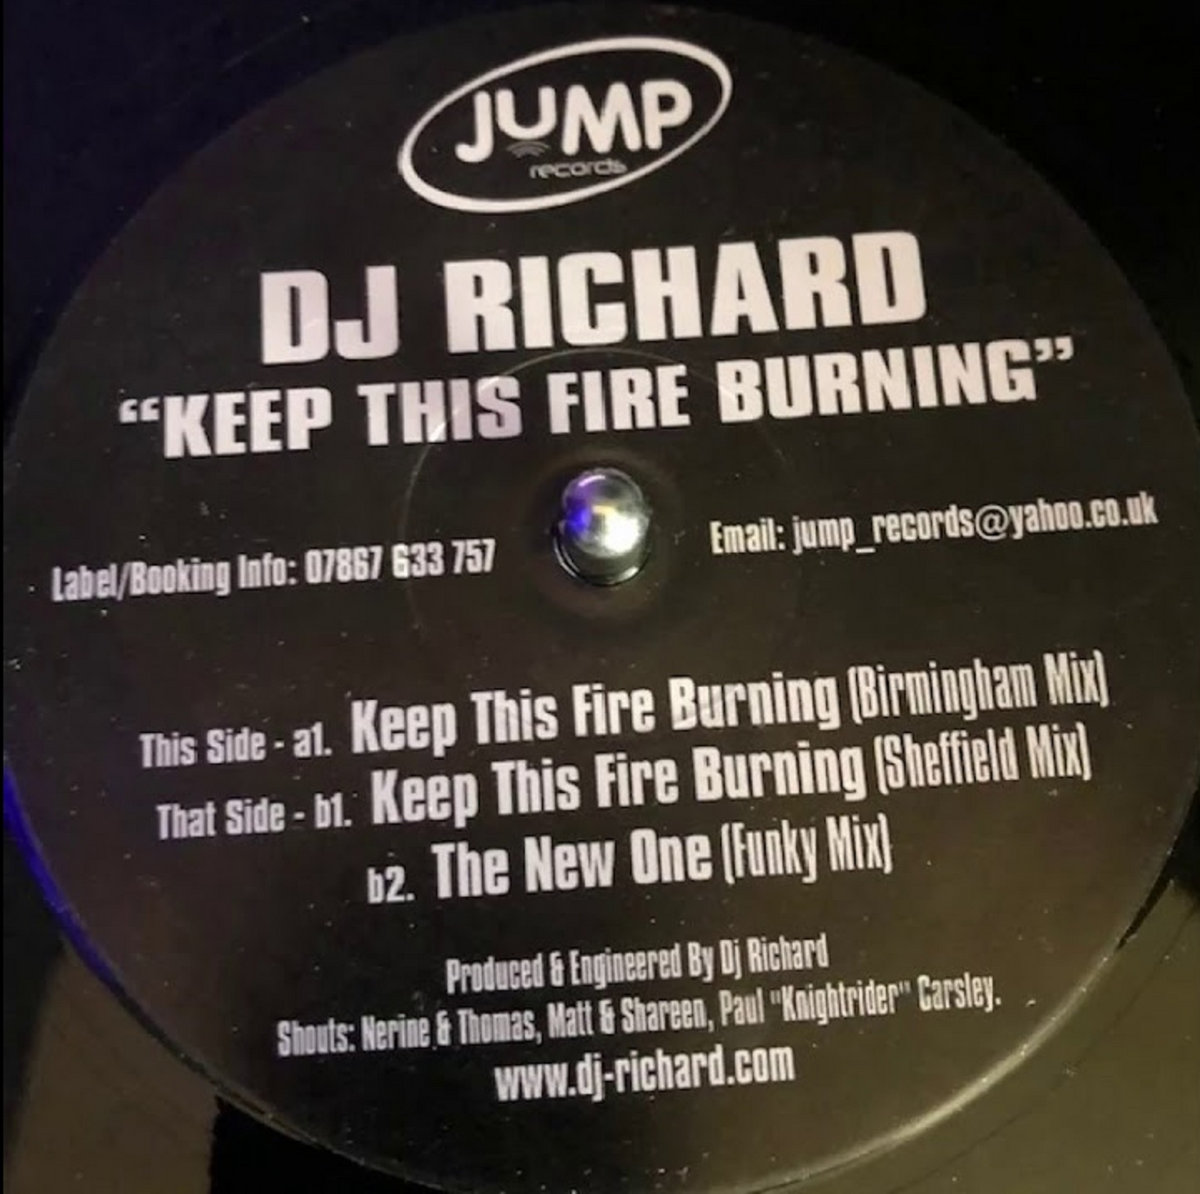 JUMP
records
DJ RICHARD
“KEEP THIS FIRE BURNING”
Label/Booking Info: 07867 633 757
Email: jump_records@yahoo.co.uk
This Side - a1. Keep This Fire Burning (Birmingham Mix)
That Side - b1. Keep This Fire Burning (Sheffield Mix)
b2. The New One (Funky Mix)
Produced & Engineered By Dj Richard
Shouts: Nerine & Thomas, Matt & Shareen, Paul "Knightrider" Carsley.
www.dj-richard.com